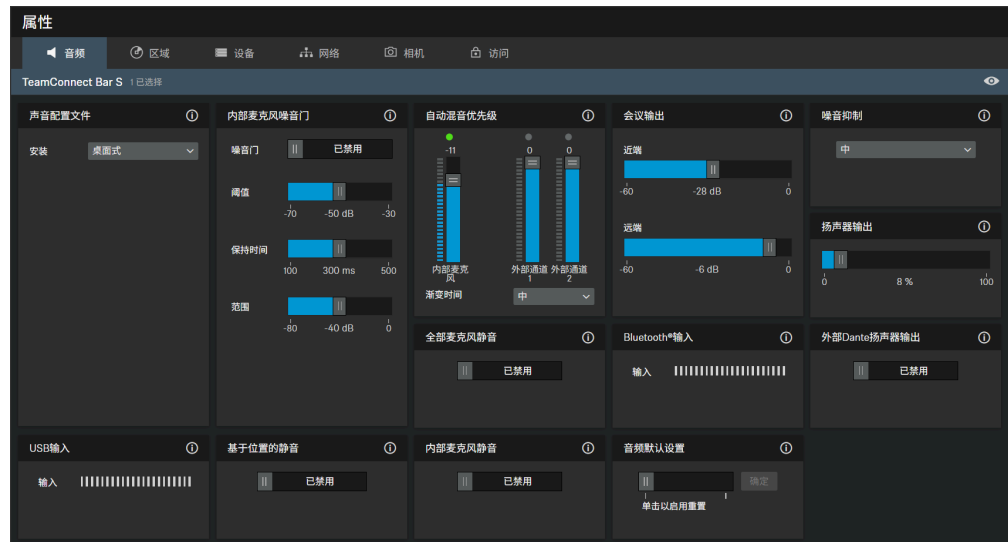 属性
音频 区域 设备 网络 相机 访问
TeamConnect Bar S 1已选择
声音配置文件
安装 桌面式
内部麦克风噪音门
噪音门 已禁用
阈值
-70 -50 dB -30
保持时间
100 300 ms 500
范围
-80 -40 dB 0
自动混音优先级
-11 0 0
内部麦克风 外部通道1 外部通道2
渐变时间 中
会议输出
近端
-60 -28 dB 0
远端
-60 -6 dB 0
噪音抑制
中
扬声器输出
0 8 % 100
全部麦克风静音
已禁用
Bluetooth®输入
输入
外部Dante扬声器输出
已禁用
USB输入
输入
基于位置的静音
已禁用
内部麦克风静音
已禁用
音频默认设置
确定
单击以启用重置